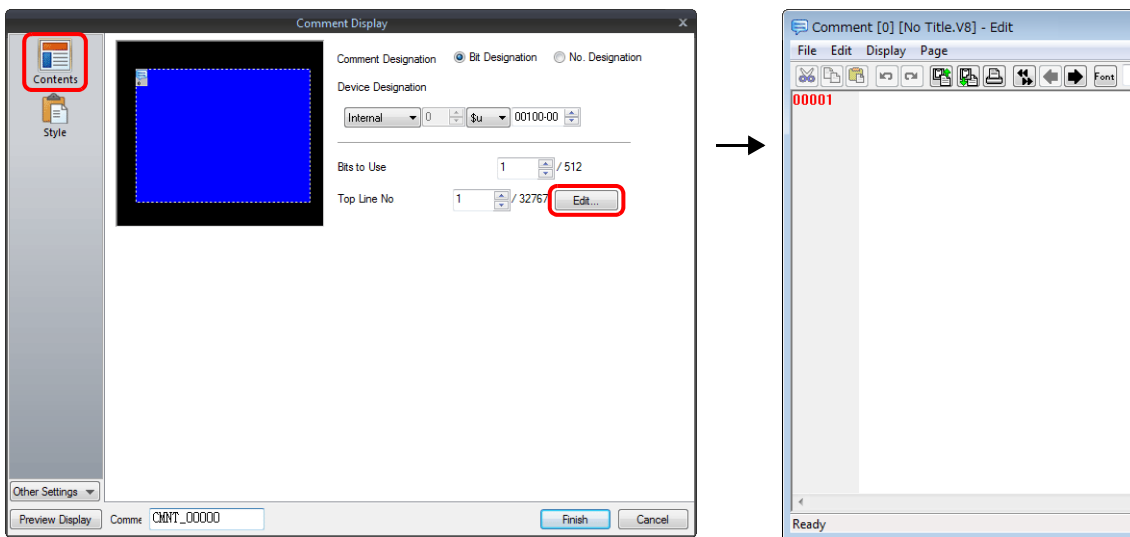 Comment Display x
Contents
Style
Comment Designation Bit Designation No. Designation
Device Designation
Internal 0 $u 00100-00
Bits to Use 1 / 512
Top Line No 1 / 32767 Edit...
Other Settings
Preview Display Comme CMNT_00000 Finish Cancel
Comment [0] [No Title.V8] - Edit
File Edit Display Page
Font
00001
Ready